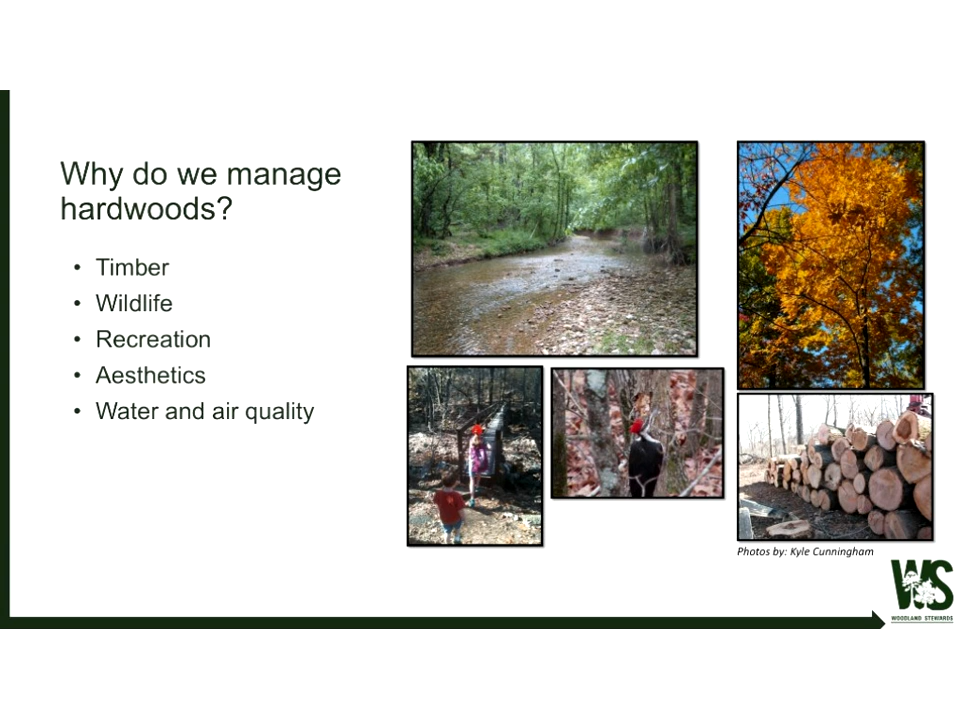 Why do we manage
hardwoods?
• Timber
• Wildlife
• Recreation
• Aesthetics
• Water and air quality
Photos by: Kyle Cunningham
WS
WOODLAND STEWARDS